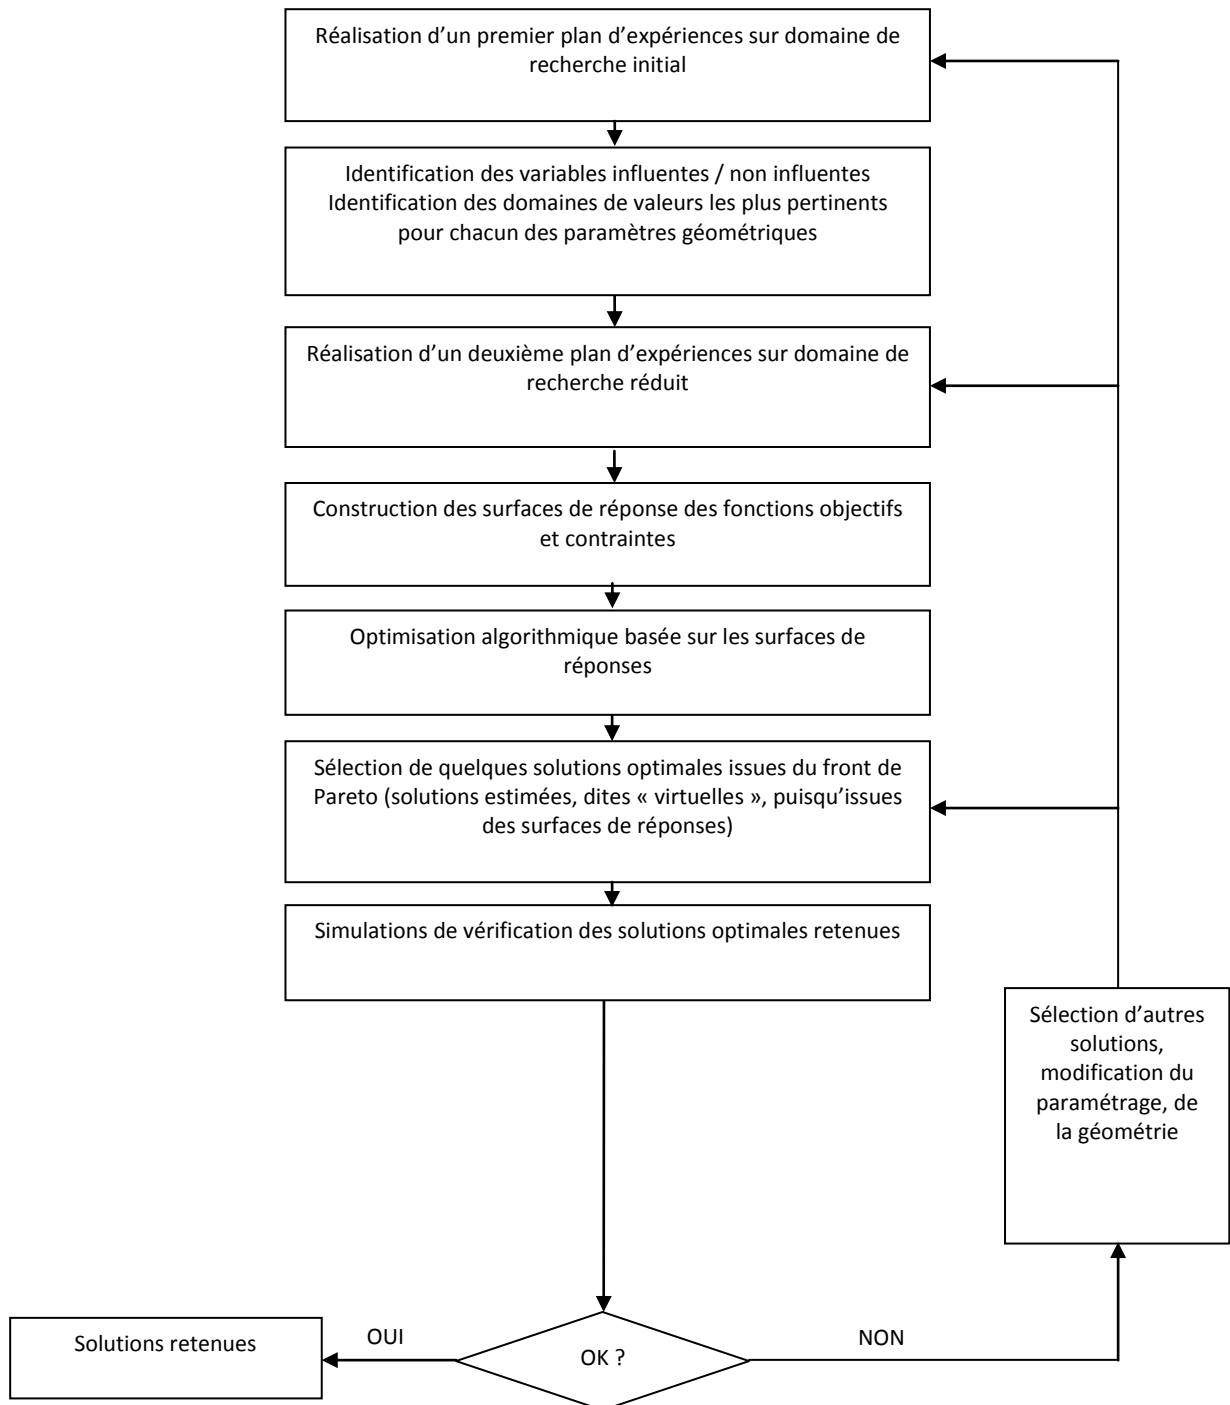 Réalisation d’un premier plan d’expériences sur domaine de
recherche initial
Identification des variables influentes / non influentes
Identification des domaines de valeurs les plus pertinents
pour chacun des paramètres géométriques
Réalisation d’un deuxième plan d’expériences sur domaine de
recherche réduit
Construction des surfaces de réponse des fonctions objectifs
et contraintes
Optimisation algorithmique basée sur les surfaces de
réponses
Sélection de quelques solutions optimales issues du front de
Pareto (solutions estimées, dites « virtuelles », puisqu’issues
des surfaces de réponses)
Simulations de vérification des solutions optimales retenues
Sélection d’autres
solutions,
modification du
paramétrage, de
la géométrie
Solutions retenues
OUI
OK ?
NON